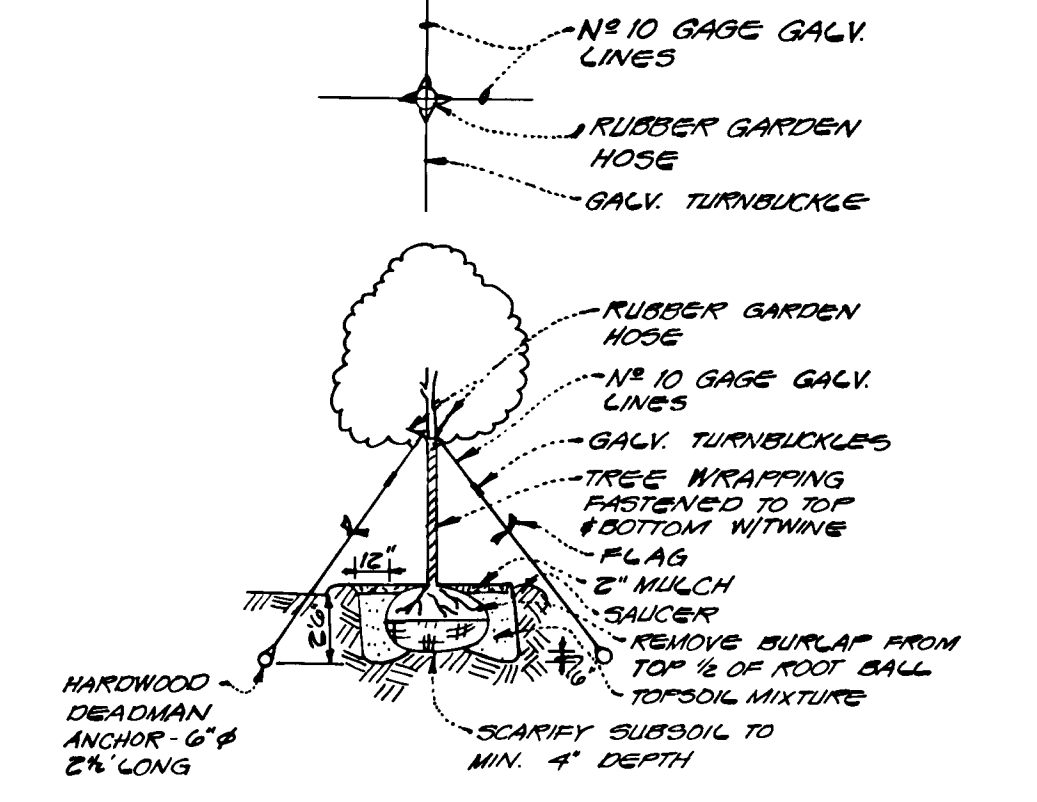 Nº 10 GAGE GALV.
LINES
RUBBER GARDEN
HOSE
GALV. TURNBUCKLE
RUBBER GARDEN
HOSE
Nº 10 GAGE GALV.
LINES
GALV. TURNBUCKLES
TREE WRAPPING
FASTENED TO TOP
& BOTTOM W/TWINE
FLAG
12"
2" MULCH
SAUCER
2'6"
REMOVE BURLAP FROM
TOP ½ OF ROOT BALL
6"
TOPSOIL MIXTURE
HARDWOOD
DEADMAN
ANCHOR - 6" ⌀
2½' LONG
SCARIFY SUBSOIL TO
MIN. 4" DEPTH